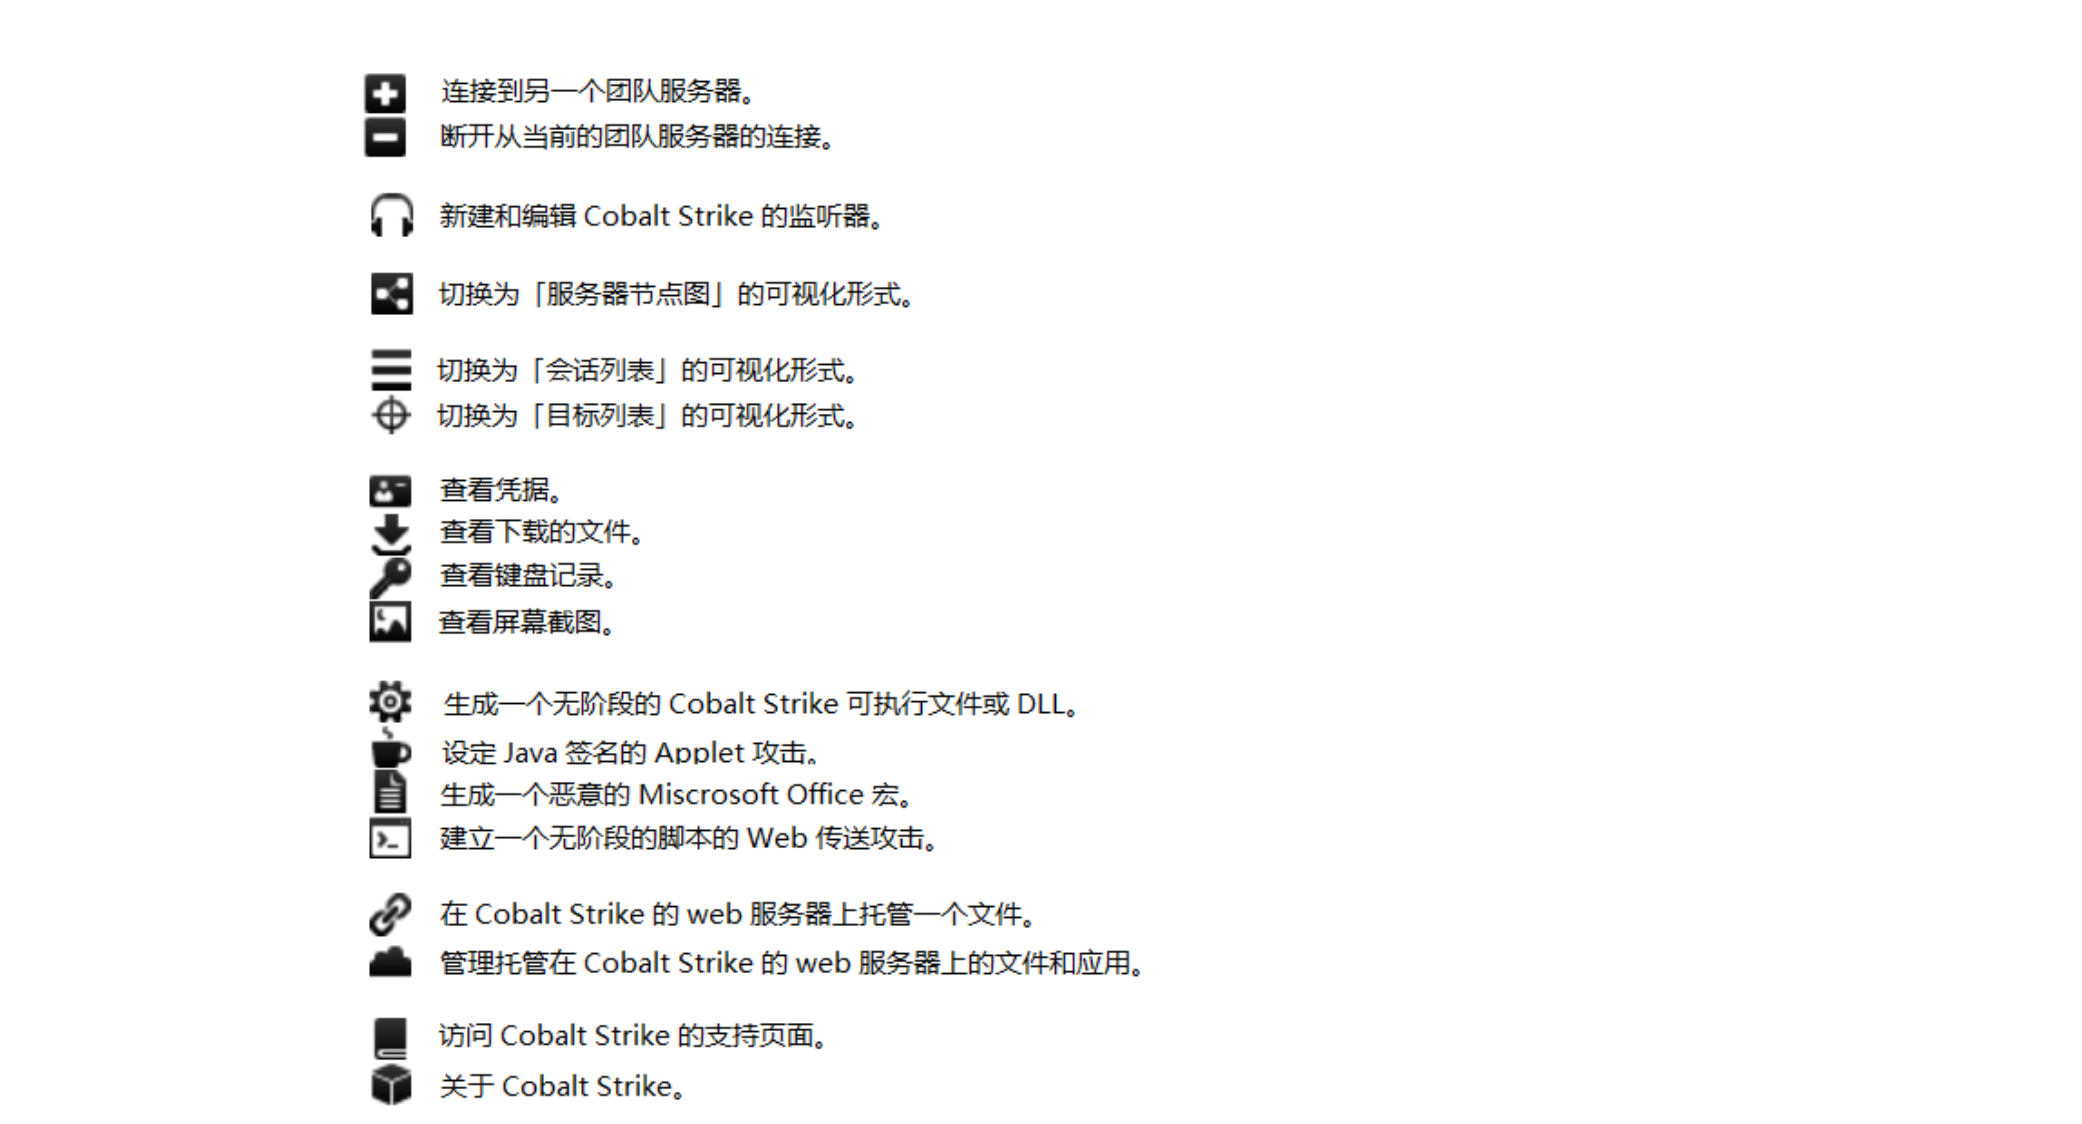 连接到另一个团队服务器。
断开从当前的团队服务器的连接。
新建和编辑 Cobalt Strike 的监听器。
切换为「服务器节点图」的可视化形式。
切换为「会话列表」的可视化形式。
切换为「目标列表」的可视化形式。
查看凭据。
查看下载的文件。
查看键盘记录。
查看屏幕截图。
生成一个无阶段的 Cobalt Strike 可执行文件或 DLL。
设定 Java 签名的 Applet 攻击。
生成一个恶意的 Miscrosoft Office 宏。
建立一个无阶段的脚本的 Web 传送攻击。
在 Cobalt Strike 的 web 服务器上托管一个文件。
管理托管在 Cobalt Strike 的 web 服务器上的文件和应用。
访问 Cobalt Strike 的支持页面。
关于 Cobalt Strike。